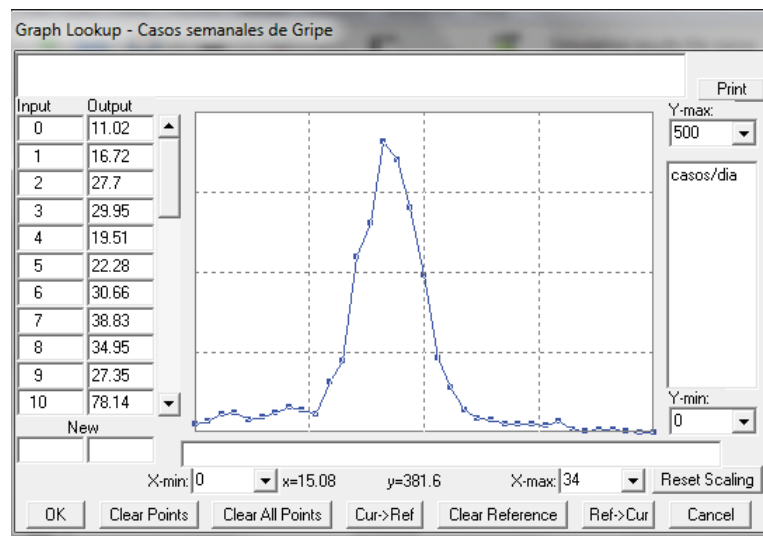 Graph Lookup - Casos semanales de Gripe
Print
Input Output
Y-max:
500
0 11.02
1 16.72
casos/dia
2 27.7
3 29.95
4 19.51
5 22.28
6 30.66
7 38.83
8 34.95
9 27.35
Y-min:
10 78.14
0
New
X-min: 0 x=15.08 y=381.6 X-max: 34 Reset Scaling
OK Clear Points Clear All Points Cur->Ref Clear Reference Ref->Cur Cancel